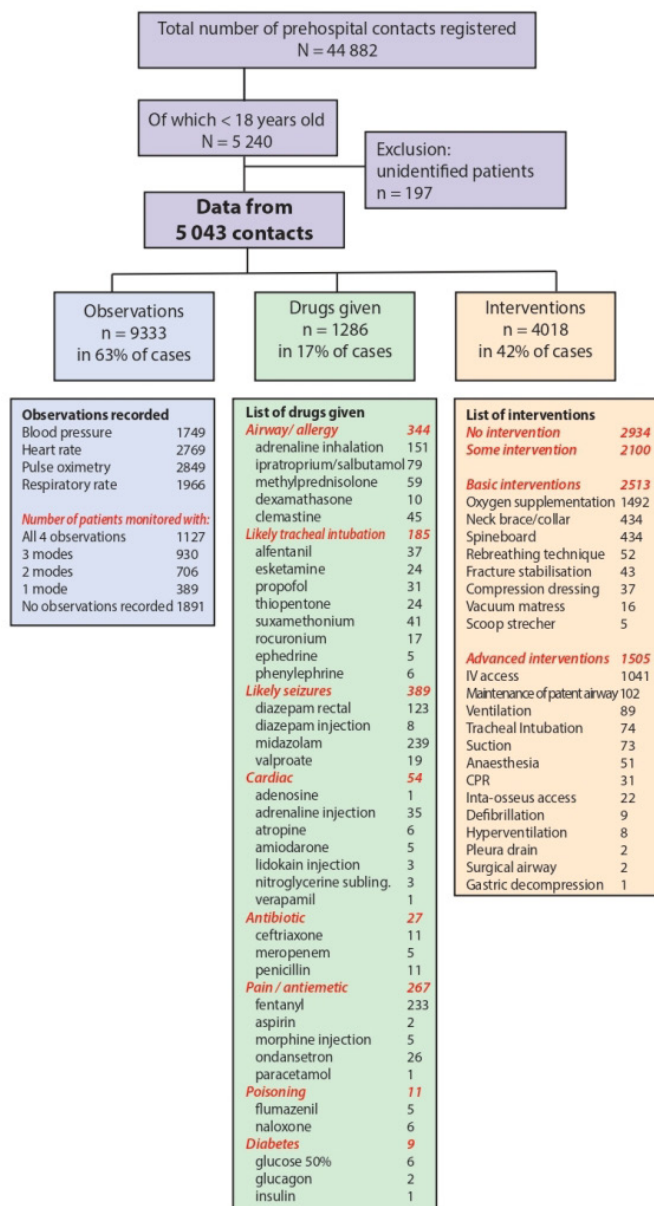 Total number of prehospital contacts registered
N = 44 882
Of which < 18 years old
N = 5 240
Exclusion:
unidentified patients
n = 197
Data from
5 043 contacts
Observations
n = 9333
in 63% of cases
Drugs given
n = 1286
in 17% of cases
Interventions
n = 4018
in 42% of cases
Observations recorded
Blood pressure 1749
Heart rate 2769
Pulse oximetry 2849
Respiratory rate 1966
Number of patients monitored with:
All 4 observations 1127
3 modes 930
2 modes 706
1 mode 389
No observations recorded 1891
List of drugs given
Airway/ allergy 344
adrenaline inhalation 151
ipratroprium/salbutamol 79
methylprednisolone 59
dexamathasone 10
clemastine 45
Likely tracheal intubation 185
alfentanil 37
esketamine 24
propofol 31
thiopentone 24
suxamethonium 41
rocuronium 17
ephedrine 5
phenylephrine 6
Likely seizures 389
diazepam rectal 123
diazepam injection 8
midazolam 239
valproate 19
Cardiac 54
adenosine 1
adrenaline injection 35
atropine 6
amiodarone 5
lidokain injection 3
nitroglycerine subling. 3
verapamil 1
Antibiotic 27
ceftriaxone 11
meropenem 5
penicillin 11
Pain / antiemetic 267
fentanyl 233
aspirin 2
morphine injection 5
ondansetron 26
paracetamol 1
Poisoning 11
flumazenil 5
naloxone 6
Diabetes 9
glucose 50% 6
glucagon 2
insulin 1
List of interventions
No intervention 2934
Some intervention 2100
Basic interventions 2513
Oxygen supplementation 1492
Neck brace/collar 434
Spineboard 434
Rebreathing technique 52
Fracture stabilisation 43
Compression dressing 37
Vacuum matress 16
Scoop strecher 5
Advanced interventions 1505
IV access 1041
Maintenance of patent airway 102
Ventilation 89
Tracheal Intubation 74
Suction 73
Anaesthesia 51
CPR 31
Inta-osseus access 22
Defibrillation 9
Hyperventilation 8
Pleura drain 2
Surgical airway 2
Gastric decompression 1